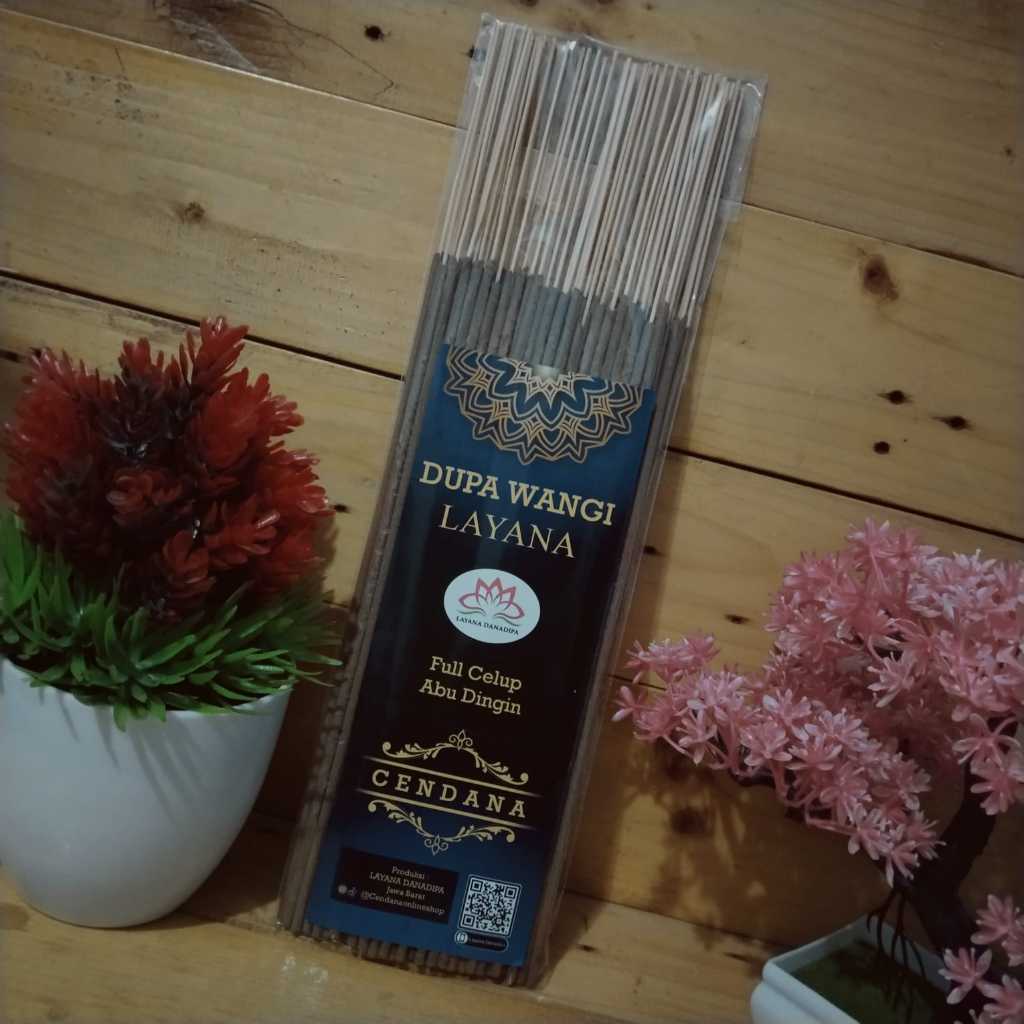 DUPA WANGI
LAYANA
LAYANA DANADIPA
Full Celup
Abu Dingin
CENDANA
Produksi :
LAYANA DANADIPA
Jawa Barat
@Cendanaonlineshop